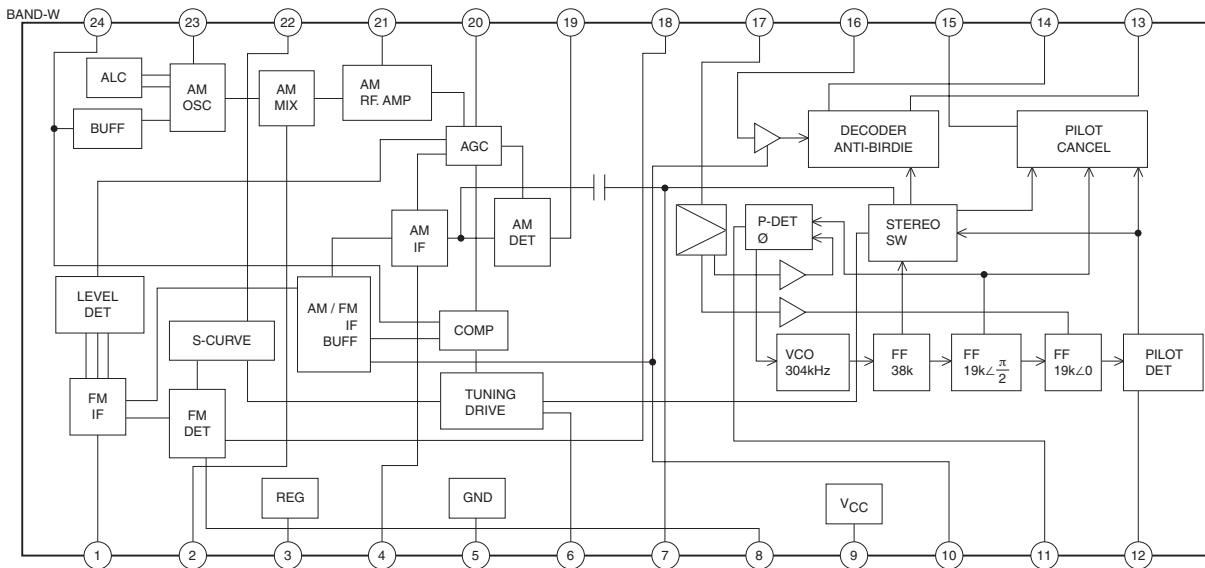 BAND-W
24
23
22
21
20
19
18
17
16
15
14
13
ALC
AM
OSC
AM
MIX
AM
RF. AMP
BUFF
AGC
DECODER
ANTI-BIRDIE
PILOT
CANCEL
AM
IF
AM
DET
P-DET
Ø
STEREO
SW
LEVEL
DET
AM / FM
IF
BUFF
COMP
S-CURVE
VCO
304kHz
FF
38k
FF
19k∠π/2
FF
19k∠0
PILOT
DET
FM
IF
FM
DET
TUNING
DRIVE
REG
GND
VCC
1
2
3
4
5
6
7
8
9
10
11
12